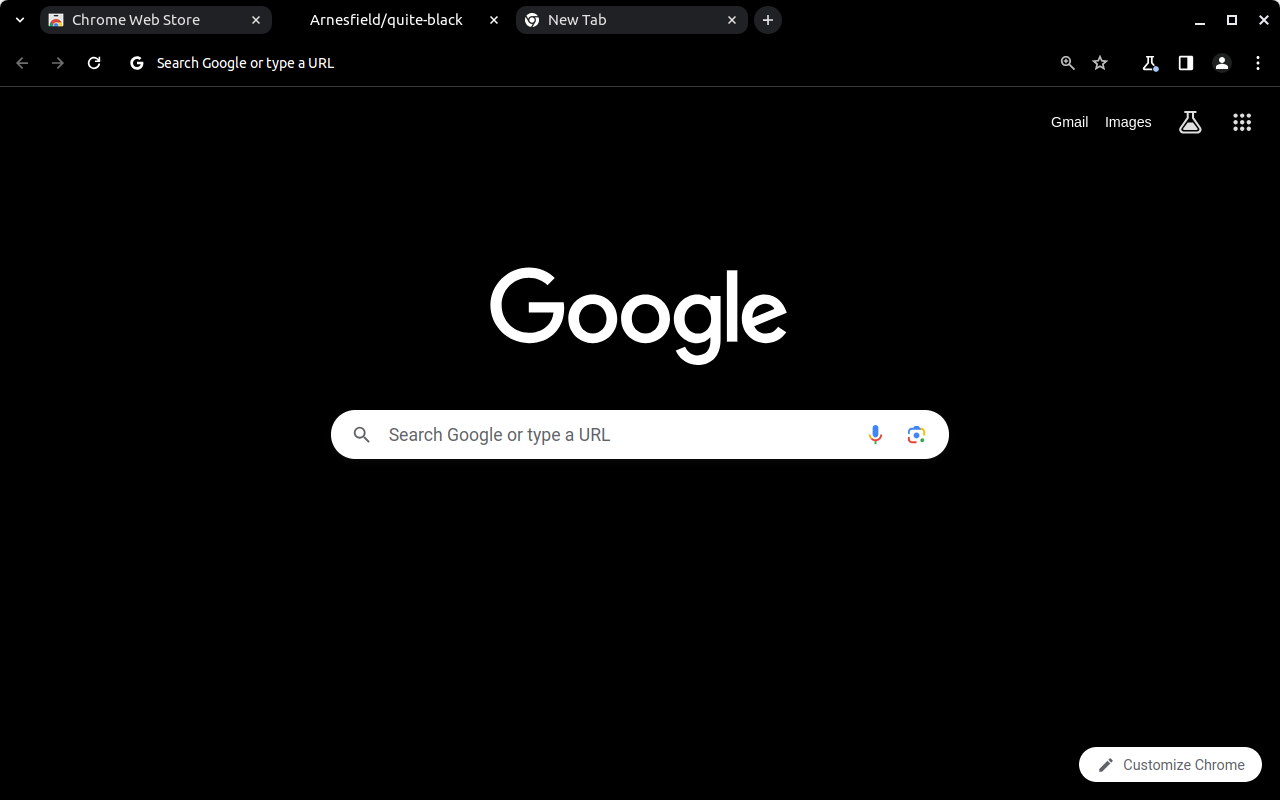 Chrome Web Store
Arnesfield/quite-black
New Tab
Search Google or type a URL
Gmail
Images
Google
Search Google or type a URL
Customize Chrome